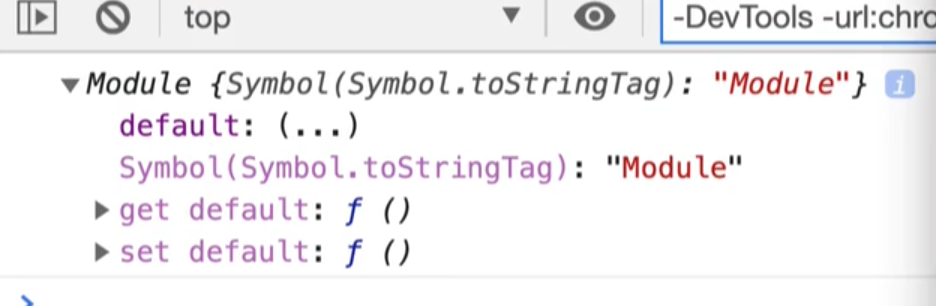 top
-DevTools -url:chro
Module {Symbol(Symbol.toStringTag): "Module"} i
default: (...)
Symbol(Symbol.toStringTag): "Module"
get default: ƒ ()
set default: ƒ ()